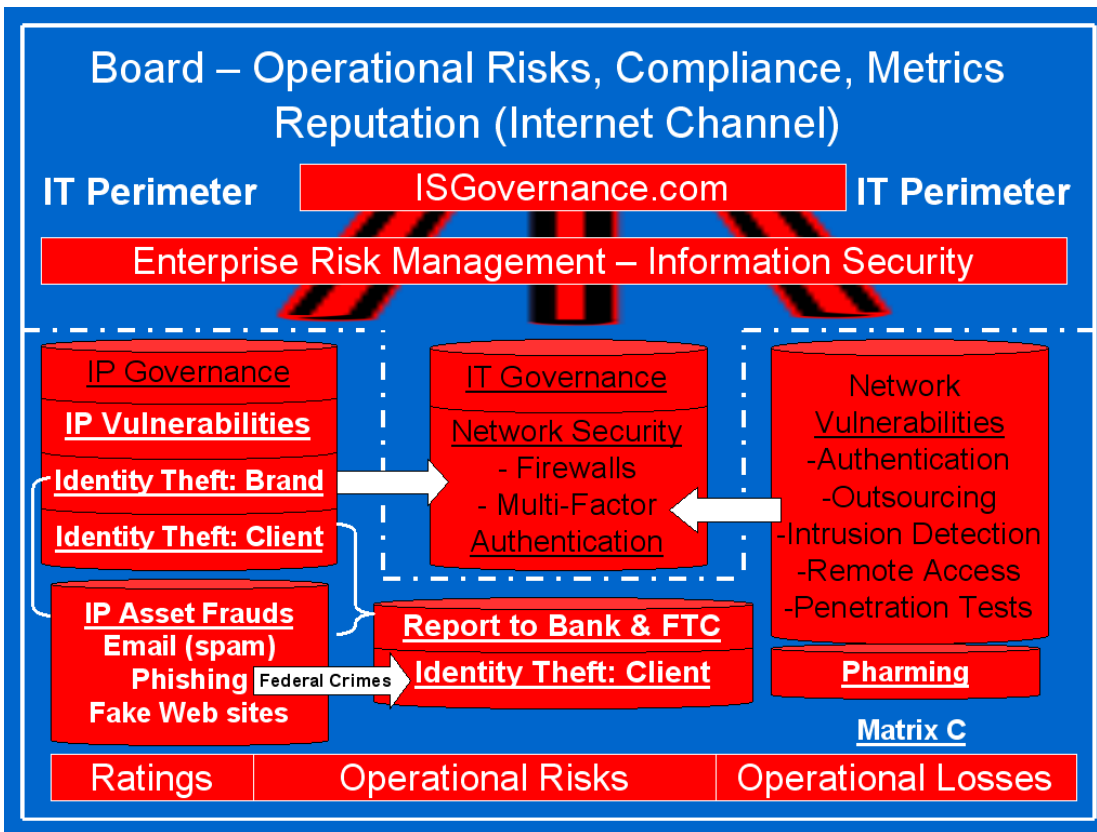 Board – Operational Risks, Compliance, Metrics
Reputation (Internet Channel)
IT Perimeter
ISGovernance.com
IT Perimeter
Enterprise Risk Management – Information Security
IP Governance
IP Vulnerabilities
Identity Theft: Brand
Identity Theft: Client
IT Governance
Network Security
- Firewalls
- Multi-Factor
Authentication
Network
Vulnerabilities
-Authentication
-Outsourcing
-Intrusion Detection
-Remote Access
-Penetration Tests
IP Asset Frauds
Email (spam)
Phishing
Fake Web sites
Federal Crimes
Report to Bank & FTC
Identity Theft: Client
Pharming
Matrix C
Ratings
Operational Risks
Operational Losses